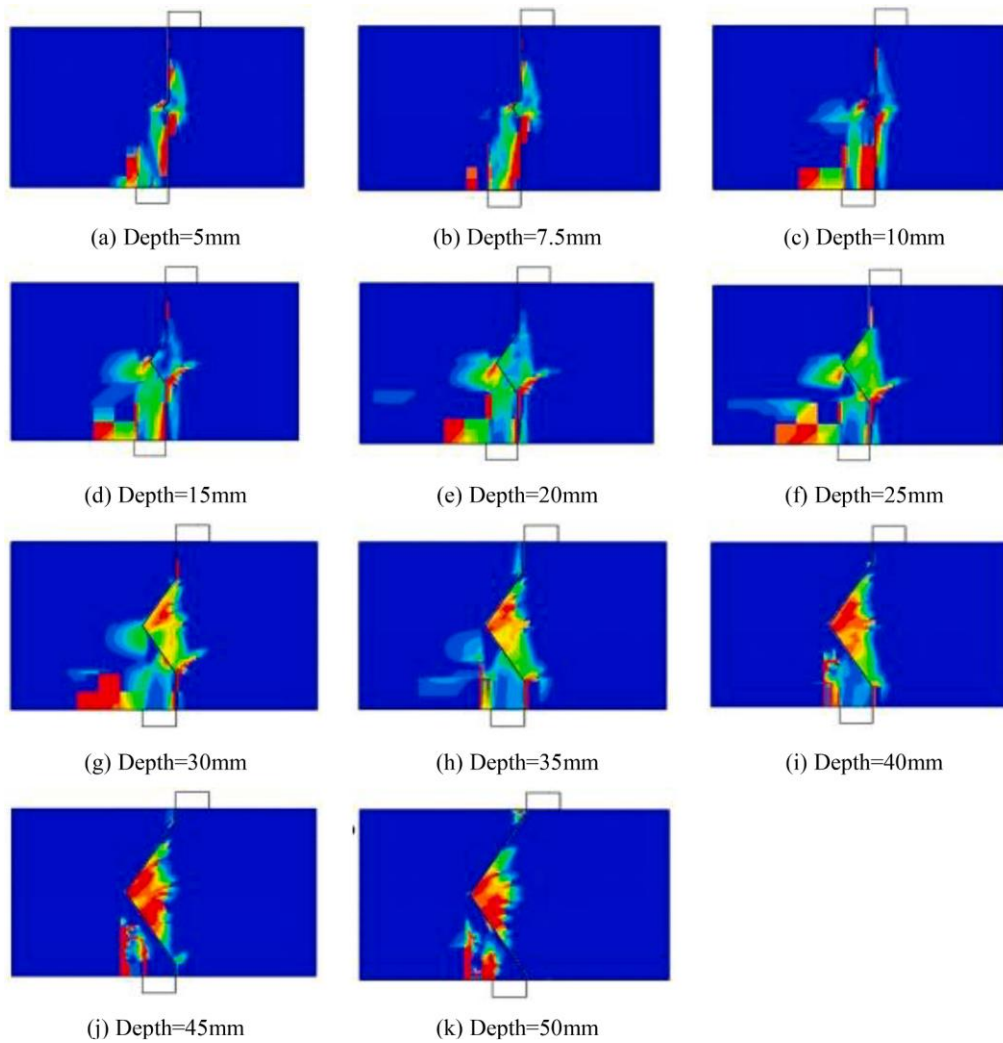 (a) Depth=5mm
(b) Depth=7.5mm
(c) Depth=10mm
(d) Depth=15mm
(e) Depth=20mm
(f) Depth=25mm
(g) Depth=30mm
(h) Depth=35mm
(i) Depth=40mm
(j) Depth=45mm
(k) Depth=50mm